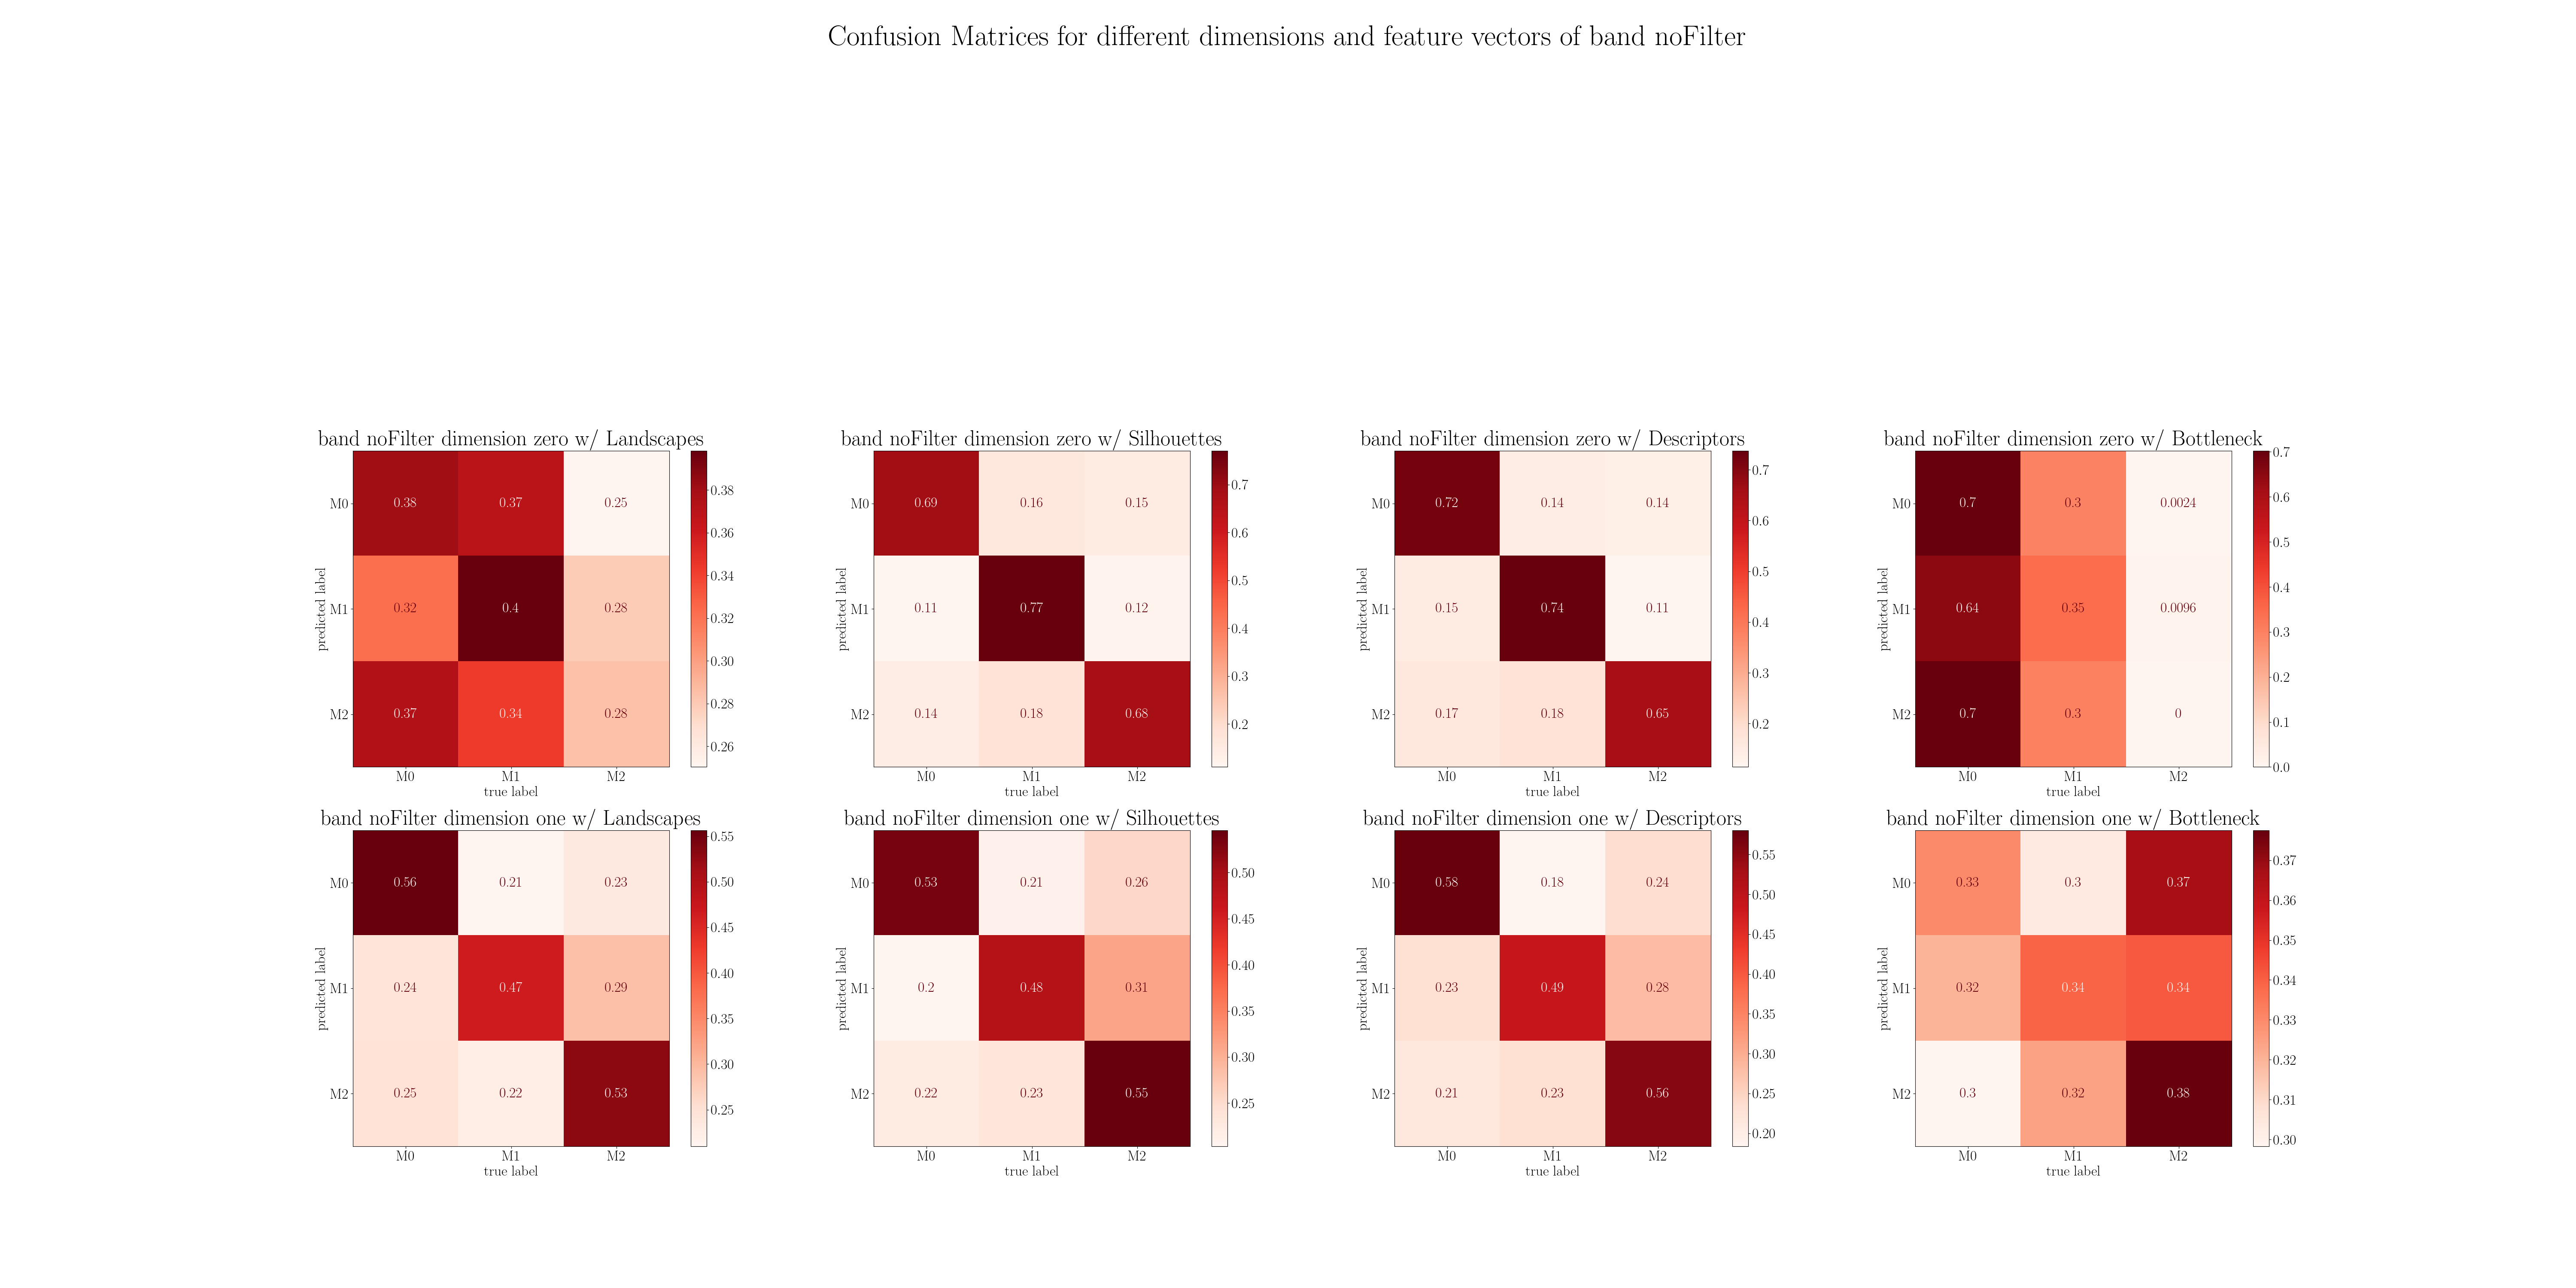 Confusion Matrices for different dimensions and feature vectors of band noFilter
band noFilter dimension zero w/ Landscapes
predicted label
M0 0.38 0.37 0.25
M1 0.32 0.4 0.28
M2 0.37 0.34 0.28
M0 M1 M2
true label
0.38
0.36
0.34
0.32
0.30
0.28
0.26
band noFilter dimension zero w/ Silhouettes
predicted label
M0 0.69 0.16 0.15
M1 0.11 0.77 0.12
M2 0.14 0.18 0.68
M0 M1 M2
true label
0.7
0.6
0.5
0.4
0.3
0.2
band noFilter dimension zero w/ Descriptors
predicted label
M0 0.72 0.14 0.14
M1 0.15 0.74 0.11
M2 0.17 0.18 0.65
M0 M1 M2
true label
0.7
0.6
0.5
0.4
0.3
0.2
band noFilter dimension zero w/ Bottleneck
predicted label
M0 0.7 0.3 0.0024
M1 0.64 0.35 0.0096
M2 0.7 0.3 0
M0 M1 M2
true label
0.7
0.6
0.5
0.4
0.3
0.2
0.1
0.0
band noFilter dimension one w/ Landscapes
predicted label
M0 0.56 0.21 0.23
M1 0.24 0.47 0.29
M2 0.25 0.22 0.53
M0 M1 M2
true label
0.55
0.50
0.45
0.40
0.35
0.30
0.25
band noFilter dimension one w/ Silhouettes
predicted label
M0 0.53 0.21 0.26
M1 0.2 0.48 0.31
M2 0.22 0.23 0.55
M0 M1 M2
true label
0.50
0.45
0.40
0.35
0.30
0.25
band noFilter dimension one w/ Descriptors
predicted label
M0 0.58 0.18 0.24
M1 0.23 0.49 0.28
M2 0.21 0.23 0.56
M0 M1 M2
true label
0.55
0.50
0.45
0.40
0.35
0.30
0.25
0.20
band noFilter dimension one w/ Bottleneck
predicted label
M0 0.33 0.3 0.37
M1 0.32 0.34 0.34
M2 0.3 0.32 0.38
M0 M1 M2
true label
0.37
0.36
0.35
0.34
0.33
0.32
0.31
0.30